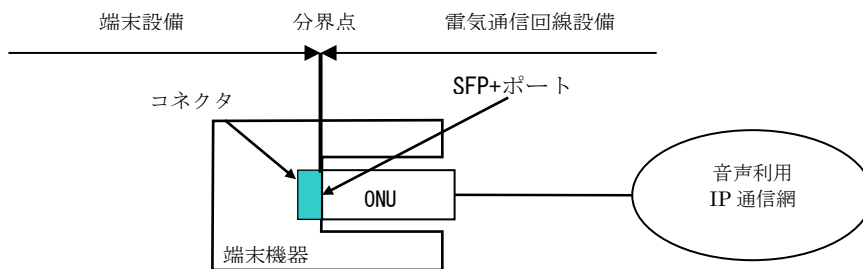 端末設備
分界点
電気通信回線設備
コネクタ
SFP+ポート
ONU
音声利用
IP 通信網
端末機器